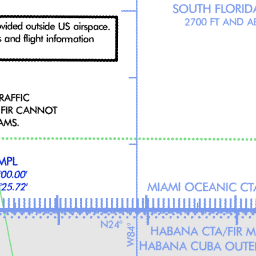 vided outside US airspace.
s and flight information
SOUTH FLORIDA
2700 FT AND AB
RAFFIC
FIR CANNOT
AMS.
MPL
'00.00'
'25.72'
MIAMI OCEANIC CTA
N24°
W84°
HABANA CTA/FIR M
HABANA CUBA OUTE